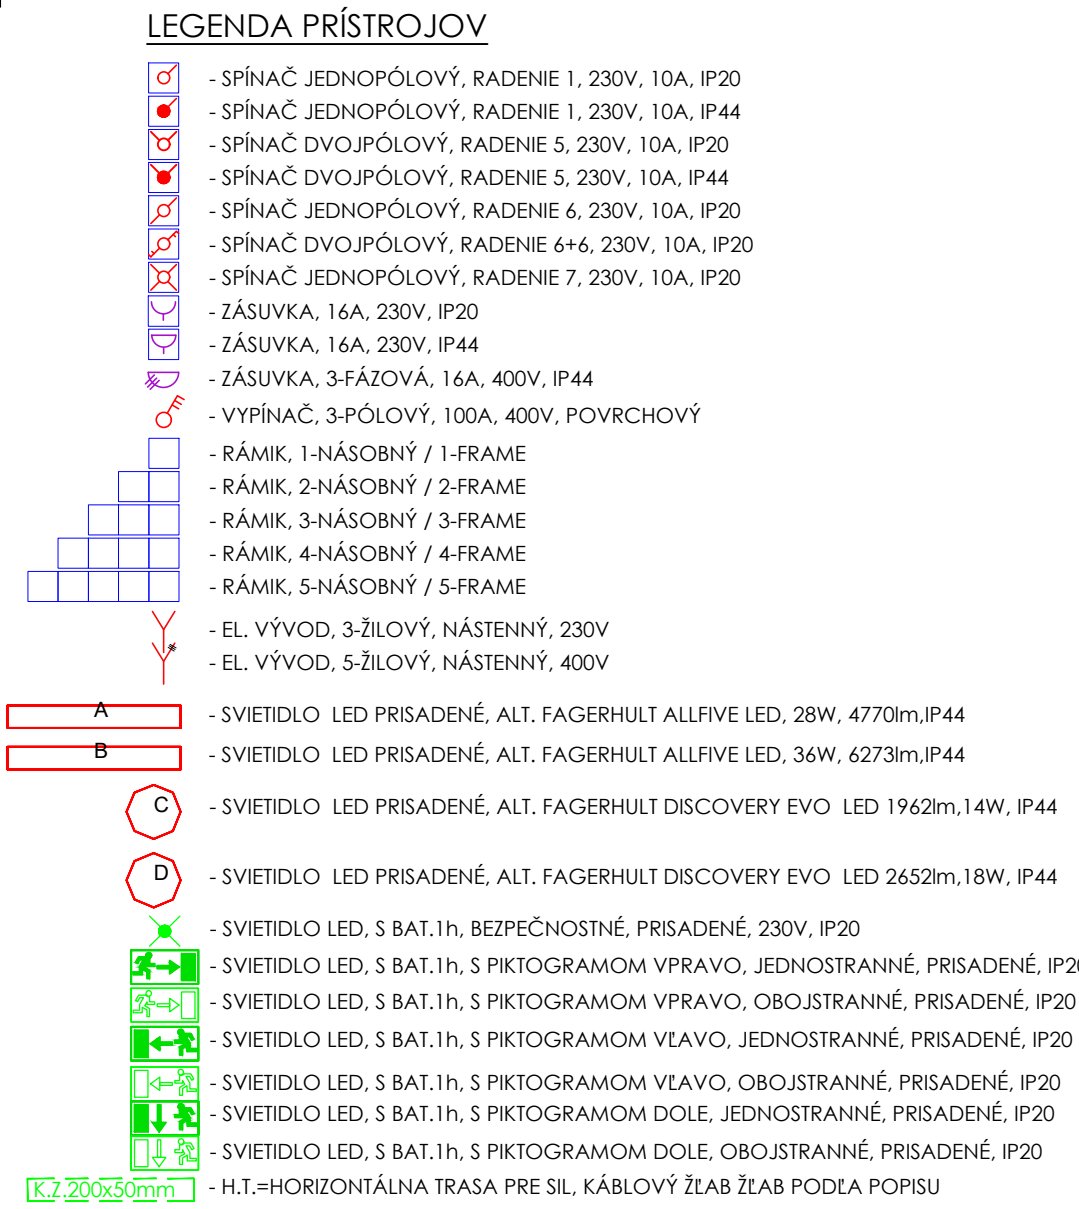 LEGENDA PRÍSTROJOV
- SPÍNAČ JEDNOPÓLOVÝ, RADENIE 1, 230V, 10A, IP20
- SPÍNAČ JEDNOPÓLOVÝ, RADENIE 1, 230V, 10A, IP44
- SPÍNAČ DVOJPÓLOVÝ, RADENIE 5, 230V, 10A, IP20
- SPÍNAČ DVOJPÓLOVÝ, RADENIE 5, 230V, 10A, IP44
- SPÍNAČ JEDNOPÓLOVÝ, RADENIE 6, 230V, 10A, IP20
- SPÍNAČ DVOJPÓLOVÝ, RADENIE 6+6, 230V, 10A, IP20
- SPÍNAČ JEDNOPÓLOVÝ, RADENIE 7, 230V, 10A, IP20
- ZÁSUVKA, 16A, 230V, IP20
- ZÁSUVKA, 16A, 230V, IP44
- ZÁSUVKA, 3-FÁZOVÁ, 16A, 400V, IP44
- VYPÍNAČ, 3-PÓLOVÝ, 100A, 400V, POVRCHOVÝ
- RÁMIK, 1-NÁSOBNÝ / 1-FRAME
- RÁMIK, 2-NÁSOBNÝ / 2-FRAME
- RÁMIK, 3-NÁSOBNÝ / 3-FRAME
- RÁMIK, 4-NÁSOBNÝ / 4-FRAME
- RÁMIK, 5-NÁSOBNÝ / 5-FRAME
- EL. VÝVOD, 3-ŽILOVÝ, NÁSTENNÝ, 230V
- EL. VÝVOD, 5-ŽILOVÝ, NÁSTENNÝ, 400V
A - SVIETIDLO LED PRISADENÉ, ALT. FAGERHULT ALLFIVE LED, 28W, 4770lm,IP44
B - SVIETIDLO LED PRISADENÉ, ALT. FAGERHULT ALLFIVE LED, 36W, 6273lm,IP44
C - SVIETIDLO LED PRISADENÉ, ALT. FAGERHULT DISCOVERY EVO LED 1962lm,14W, IP44
D - SVIETIDLO LED PRISADENÉ, ALT. FAGERHULT DISCOVERY EVO LED 2652lm,18W, IP44
- SVIETIDLO LED, S BAT.1h, BEZPEČNOSTNÉ, PRISADENÉ, 230V, IP20
- SVIETIDLO LED, S BAT.1h, S PIKTOGRAMOM VPRAVO, JEDNOSTRANNÉ, PRISADENÉ, IP20
- SVIETIDLO LED, S BAT.1h, S PIKTOGRAMOM VPRAVO, OBOJSTRANNÉ, PRISADENÉ, IP20
- SVIETIDLO LED, S BAT.1h, S PIKTOGRAMOM VĽAVO, JEDNOSTRANNÉ, PRISADENÉ, IP20
- SVIETIDLO LED, S BAT.1h, S PIKTOGRAMOM VĽAVO, OBOJSTRANNÉ, PRISADENÉ, IP20
- SVIETIDLO LED, S BAT.1h, S PIKTOGRAMOM DOLE, JEDNOSTRANNÉ, PRISADENÉ, IP20
- SVIETIDLO LED, S BAT.1h, S PIKTOGRAMOM DOLE, OBOJSTRANNÉ, PRISADENÉ, IP20
K.Z.200x50mm - H.T.=HORIZONTÁLNA TRASA PRE SIL, KÁBLOVÝ ŽĽAB ŽĽAB PODĽA POPISU